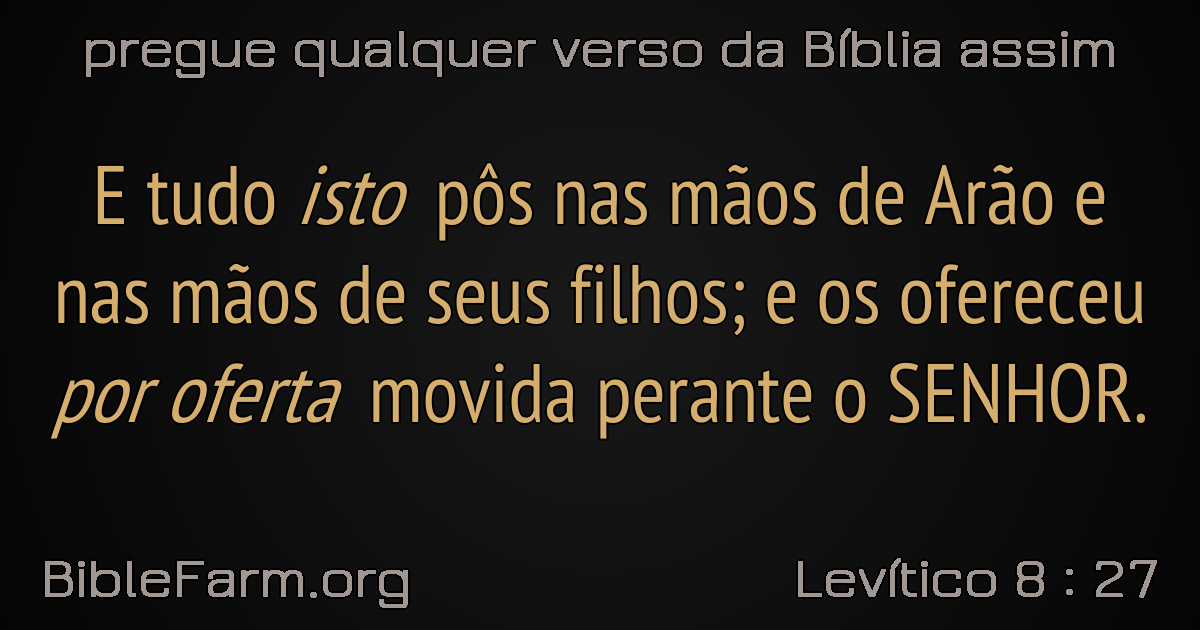 pregue qualquer verso da Bíblia assim
E tudo isto pôs nas mãos de Arão e
nas mãos de seus filhos; e os ofereceu
por oferta movida perante o SENHOR.
BibleFarm.org
Levítico 8 : 27